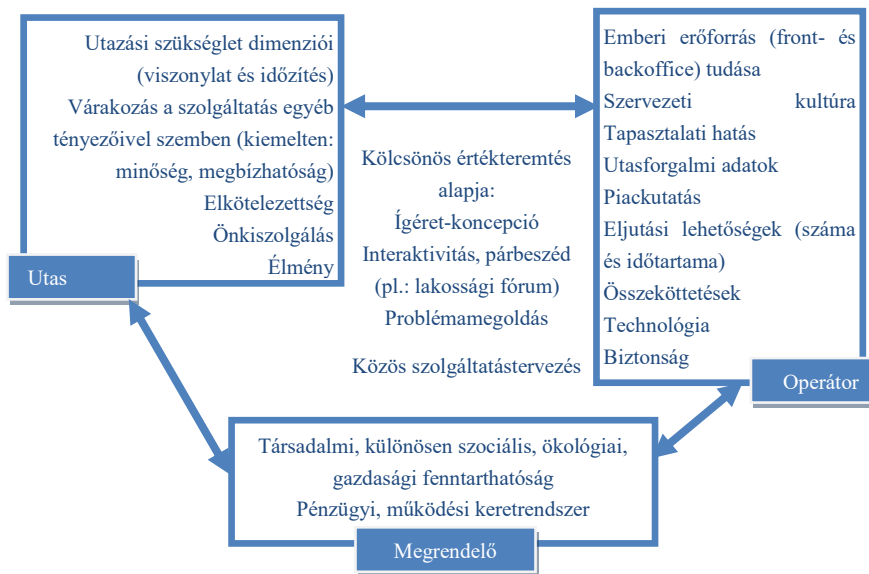 Utazási szükséglet dimenziói
(viszonylat és időzítés)
Várakozás a szolgáltatás egyéb
tényezőivel szemben (kiemelten:
minőség, megbízhatóság)
Elkötelezettség
Önkiszolgálás
Élmény
Utas
Kölcsönös értékteremtés
alapja:
Ígéret-koncepció
Interaktivitás, párbeszéd
(pl.: lakossági fórum)
Problémamegoldás
Közös szolgáltatástervezés
Emberi erőforrás (front- és
backoffice) tudása
Szervezeti kultúra
Tapasztalati hatás
Utasforgalmi adatok
Piackutatás
Eljutási lehetőségek (száma
és időtartama)
Összeköttetések
Technológia
Biztonság
Operátor
Társadalmi, különösen szociális, ökológiai,
gazdasági fenntarthatóság
Pénzügyi, működési keretrendszer
Megrendelő